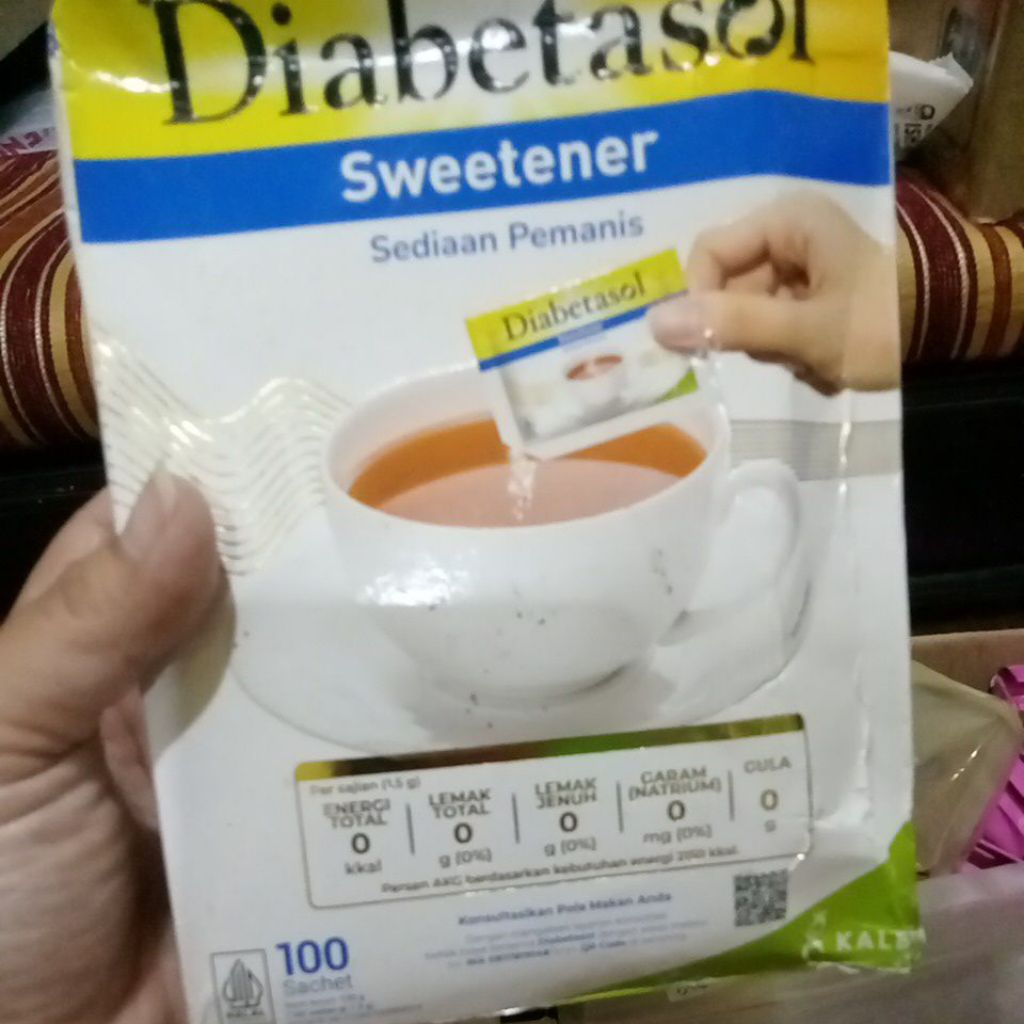 Diabetasol
Sweetener
Sediaan Pemanis
Diabetasol
Per sajian (1.5 g)
ENERGI TOTAL
0
kkal
LEMAK TOTAL
0
g (0%)
LEMAK JENUH
0
g (0%)
GARAM (NATRIUM)
0
mg (0%)
GULA
0
g
Persen AKG berdasarkan kebutuhan energi 2150 kkal
Konsultasikan Pola Makan Anda
100
Sachet
HALAL